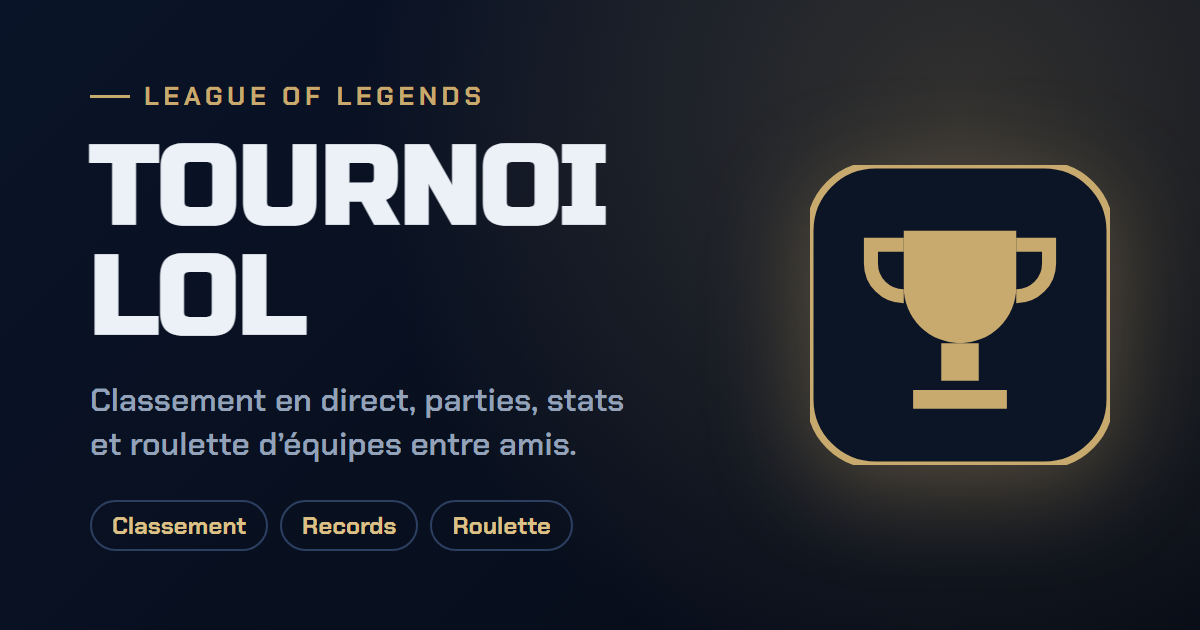 LEAGUE OF LEGENDS
TOURNOI
LOL
Classement en direct, parties, stats
et roulette d’équipes entre amis.
Classement
Records
Roulette